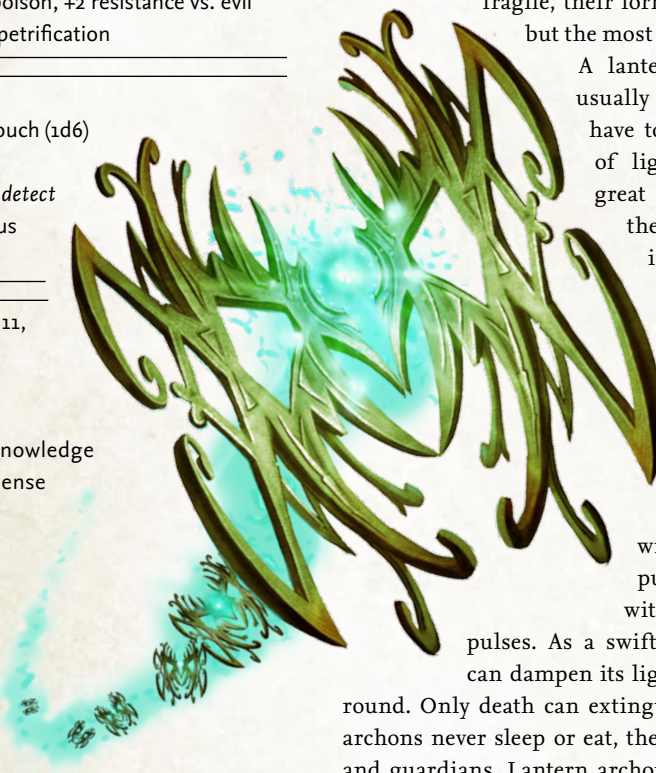 poison, +2 resistance vs. evil
petrification
ouch (1d6)
detect
us
11,
nowledge
ense
fragile, their form
but the most
A lante
usually
have to
of lig
great
the
i
wi
pu
wit
pulses. As a swift
can dampen its lig
round. Only death can exting
archons never sleep or eat, the
and guardians. Lantern archo